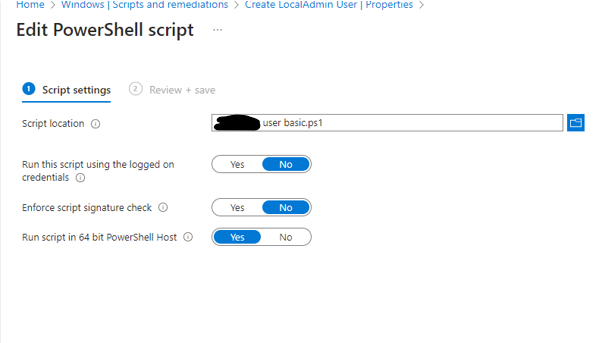 Home > Windows | Scripts and remediations > Create LocalAdmin User | Properties >
Edit PowerShell script ...
1 Script settings 2 Review + save
Script location user basic.ps1
Run this script using the logged on Yes No
credentials
Enforce script signature check Yes No
Run script in 64 bit PowerShell Host Yes No